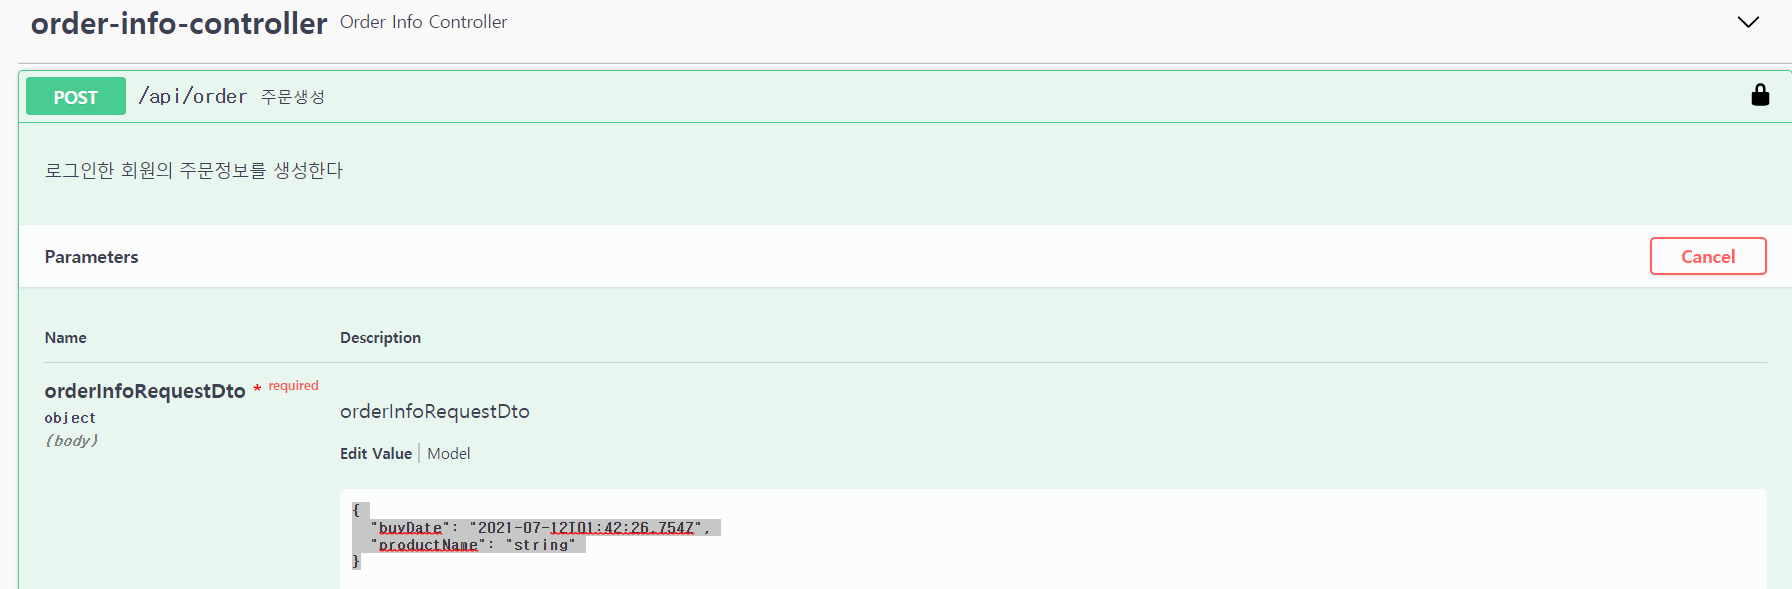 order-info-controller Order Info Controller
POST /api/order 주문생성
로그인한 회원의 주문정보를 생성한다
Parameters Cancel
Name Description
orderInfoRequestDto * required
object
(body)
orderInfoRequestDto
Edit Value | Model
{
"buyDate": "2021-07-12T01:42:26.754Z",
"productName": "string"
}